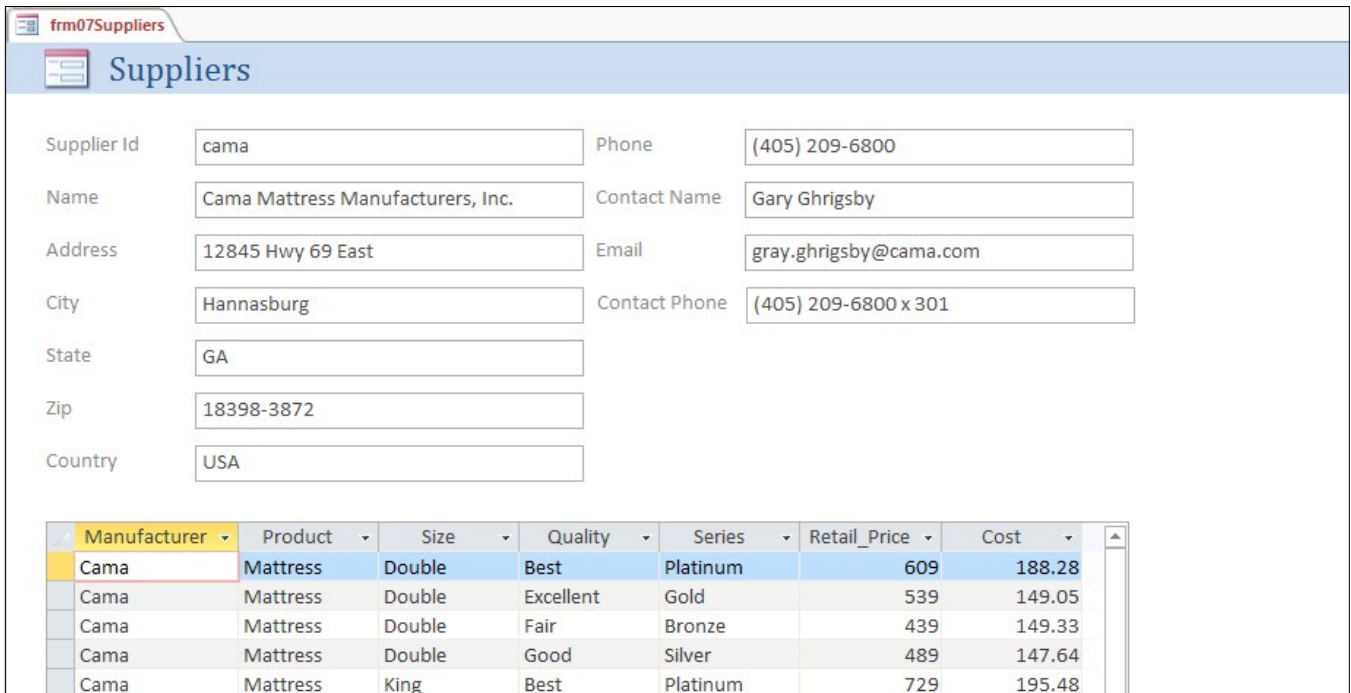 frm07Suppliers
Suppliers
Supplier Id cama Phone (405) 209-6800
Name Cama Mattress Manufacturers, Inc. Contact Name Gary Ghrigsby
Address 12845 Hwy 69 East Email gray.ghrigsby@cama.com
City Hannasburg Contact Phone (405) 209-6800 x 301
State GA
Zip 18398-3872
Country USA
Manufacturer Product Size Quality Series Retail_Price Cost
Cama Mattress Double Best Platinum 609 188.28
Cama Mattress Double Excellent Gold 539 149.05
Cama Mattress Double Fair Bronze 439 149.33
Cama Mattress Double Good Silver 489 147.64
Cama Mattress King Best Platinum 729 195.48